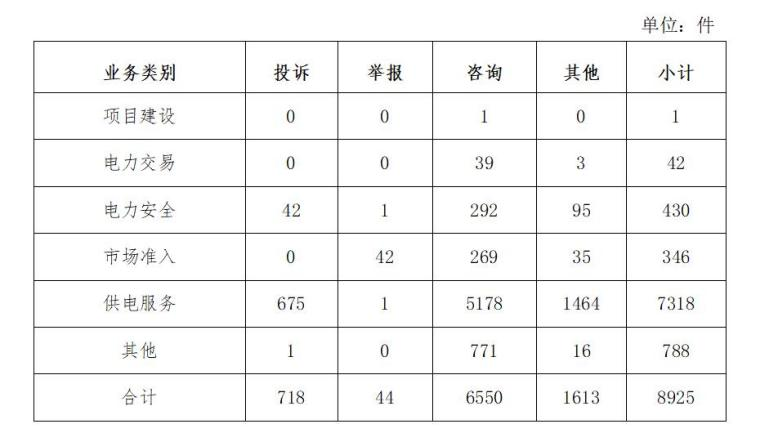 单位：件
业务类别 投诉 举报 咨询 其他 小计
项目建设 0 0 1 0 1
电力交易 0 0 39 3 42
电力安全 42 1 292 95 430
市场准入 0 42 269 35 346
供电服务 675 1 5178 1464 7318
其他 1 0 771 16 788
合计 718 44 6550 1613 8925